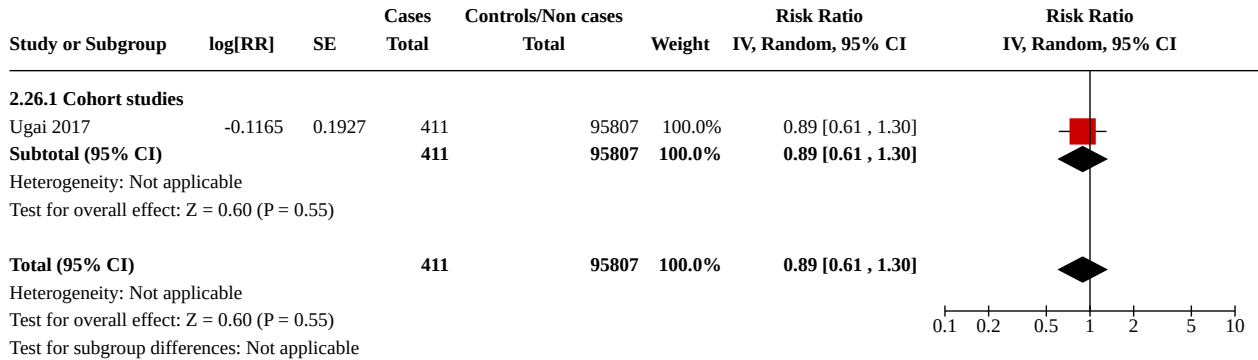 Cases Controls/Non cases Risk Ratio Risk Ratio
Study or Subgroup log[RR] SE Total Total Weight IV, Random, 95% CI IV, Random, 95% CI
2.26.1 Cohort studies
Ugai 2017 -0.1165 0.1927 411 95807 100.0% 0.89 [0.61 , 1.30]
Subtotal (95% CI) 411 95807 100.0% 0.89 [0.61 , 1.30]
Heterogeneity: Not applicable
Test for overall effect: Z = 0.60 (P = 0.55)
Total (95% CI) 411 95807 100.0% 0.89 [0.61 , 1.30]
Heterogeneity: Not applicable
Test for overall effect: Z = 0.60 (P = 0.55)
0.1 0.2 0.5 1 2 5 10
Test for subgroup differences: Not applicable